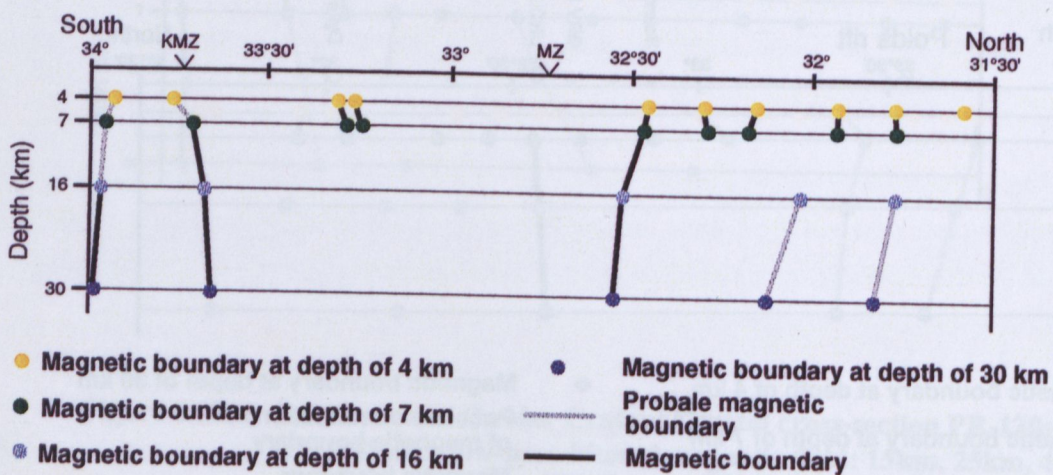 South
North
34°
KMZ
33°30'
33°
MZ
32°30'
32°
31°30'
4
7
16
30
Depth (km)
Magnetic boundary at depth of 4 km
Magnetic boundary at depth of 7 km
Magnetic boundary at depth of 16 km
Magnetic boundary at depth of 30 km
Probale magnetic
boundary
Magnetic boundary